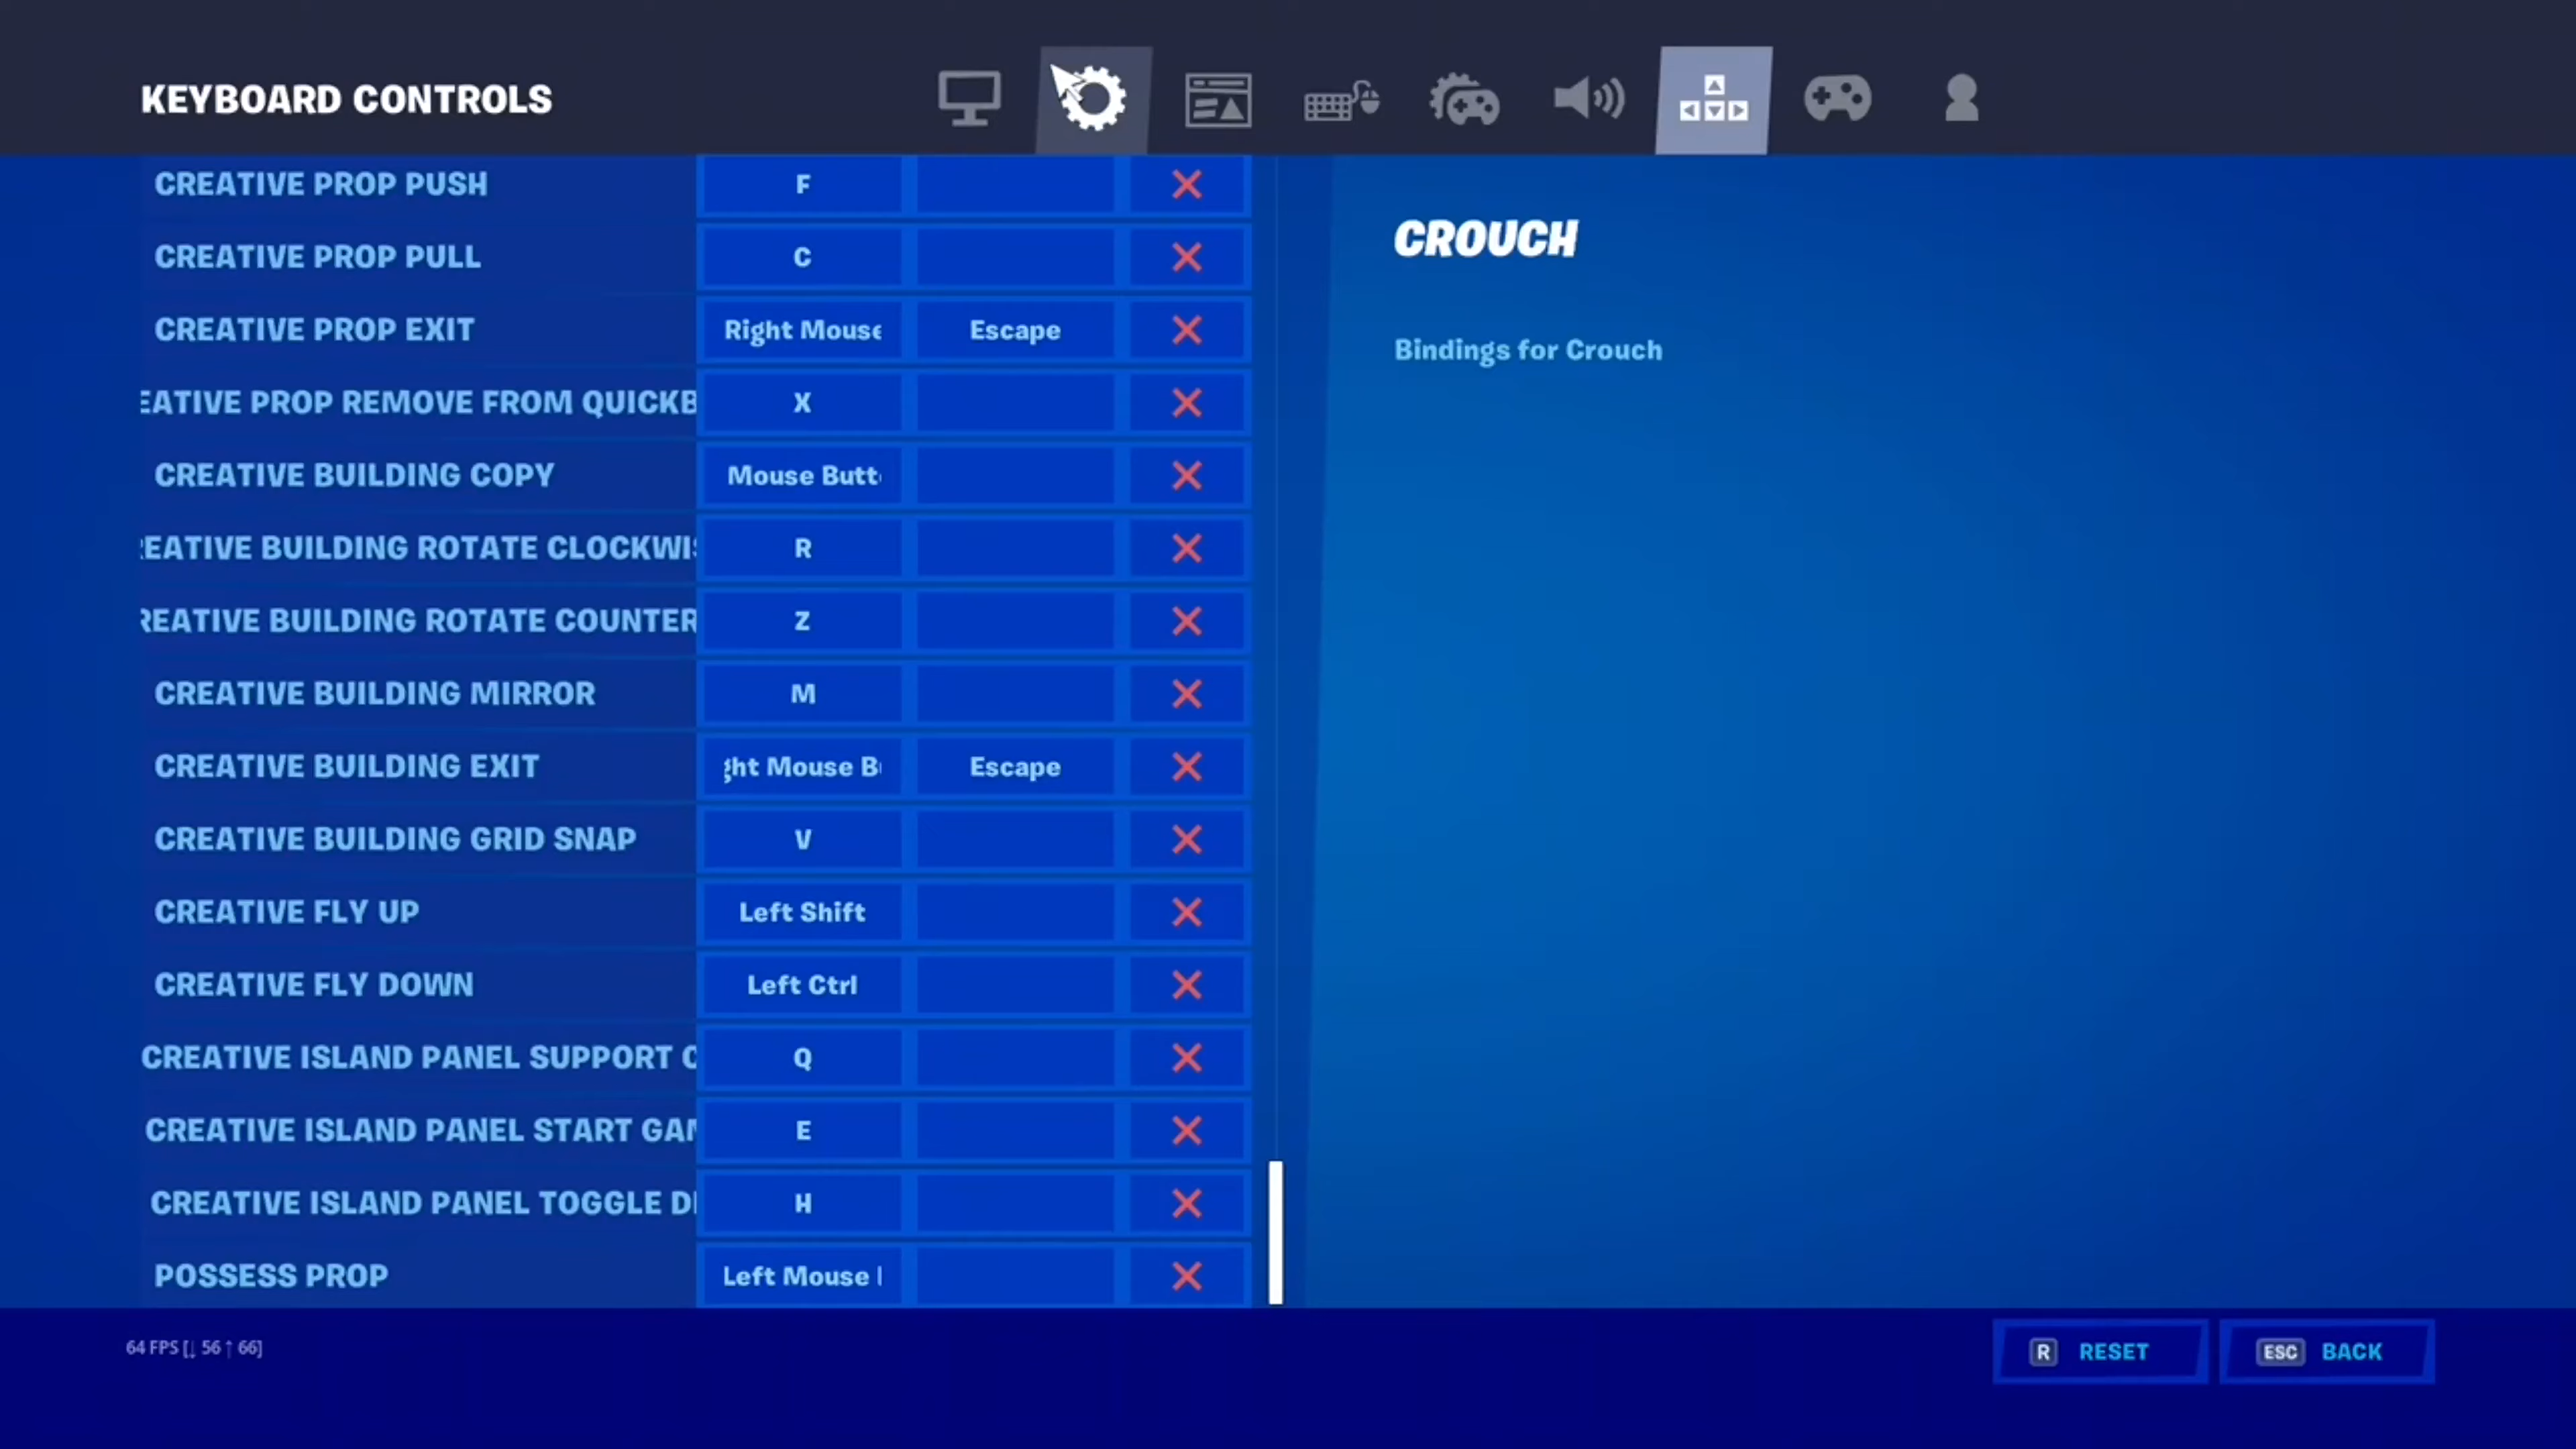 KEYBOARD CONTROLS
CREATIVE PROP PUSH F
CREATIVE PROP PULL C
CREATIVE PROP EXIT Right Mouse Escape
EATIVE PROP REMOVE FROM QUICKB X
CREATIVE BUILDING COPY Mouse Butt
REATIVE BUILDING ROTATE CLOCKWIS R
REATIVE BUILDING ROTATE COUNTER Z
CREATIVE BUILDING MIRROR M
CREATIVE BUILDING EXIT ght Mouse B Escape
CREATIVE BUILDING GRID SNAP V
CREATIVE FLY UP Left Shift
CREATIVE FLY DOWN Left Ctrl
CREATIVE ISLAND PANEL SUPPORT C Q
CREATIVE ISLAND PANEL START GAM E
CREATIVE ISLAND PANEL TOGGLE D H
POSSESS PROP Left Mouse
CROUCH
Bindings for Crouch
64 FPS [↓ 56 ↑ 66]
R RESET
ESC BACK